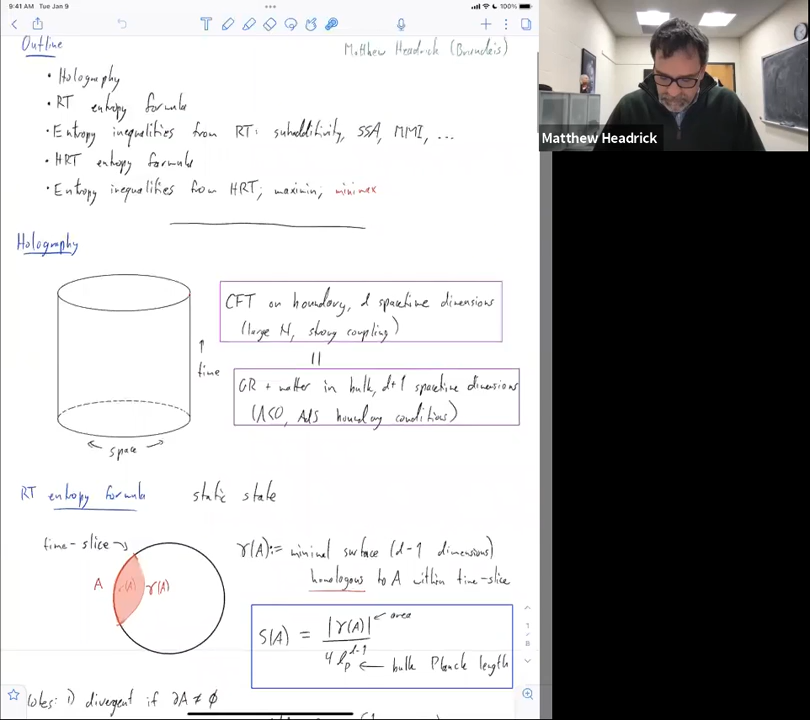 9:41 AM Tue Jan 9
100%
Outline
Matthew Headrick (Brandeis)
• Holography
• RT entropy formula
• Entropy inequalities from RT: subadditivity, SSA, MMI, ...
• HRT entropy formula
• Entropy inequalities from HRT; maximin; minimax
Holography
CFT on boundary, d spacetime dimensions
(large N, strong coupling)
↑
time
=
GR + matter in bulk, d+1 spacetime dimensions
(Λ<0, AdS boundary conditions)
← space →
RT entropy formula static state
time-slice →
A r(A) γ(A)
γ(A):= minimal surface (d-1 dimensions)
homologous to A within time-slice
S(A) = |γ(A)| ← area
4 lₚ^{d-1} ← bulk Planck length
Notes: 1) divergent if ∂A ≠ ∅
Matthew Headrick